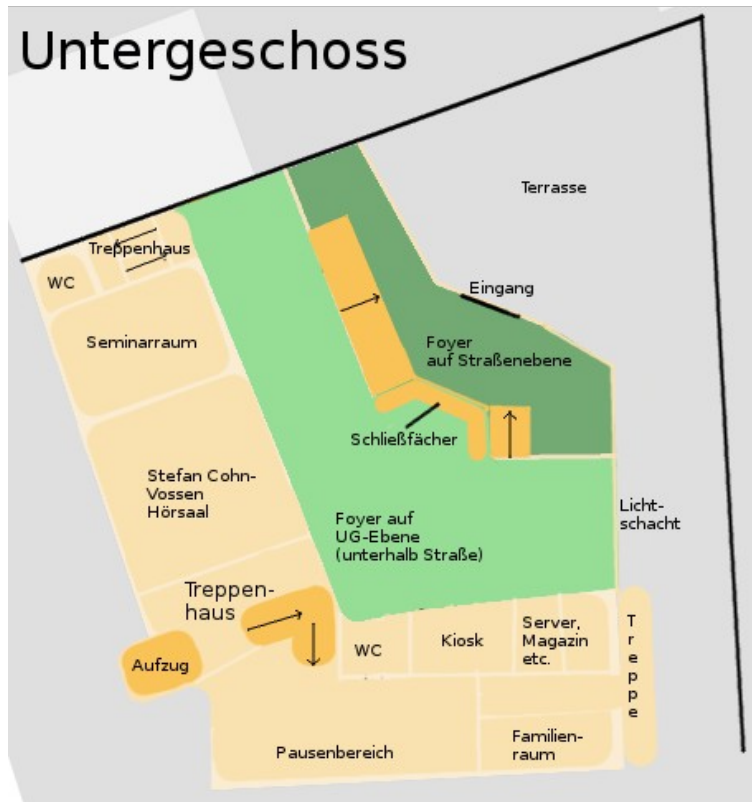 Untergeschoss
Terrasse
Treppenhaus
WC
Eingang
Seminarraum
Foyer
auf Straßenebene
Schließfächer
Stefan Cohn-
Vossen
Hörsaal
Foyer auf
UG-Ebene
(unterhalb Straße)
Licht-
schacht
Treppen-
haus
Aufzug
WC
Kiosk
Server,
Magazin
etc.
Treppe
Pausenbereich
Familien-
raum